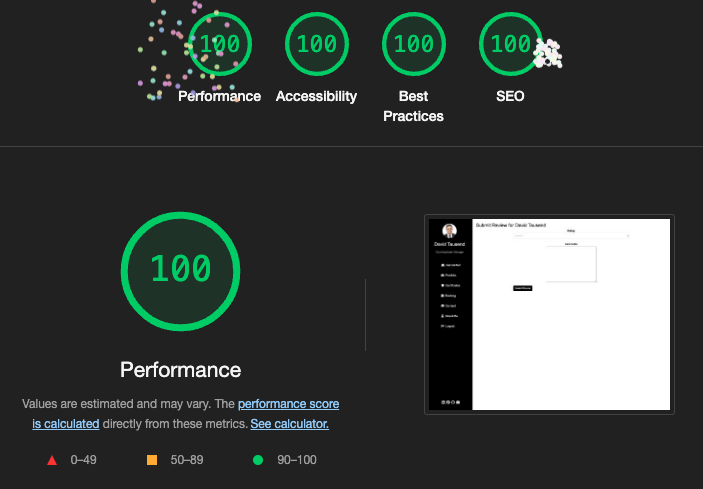 100 100 100 100
Performance Accessibility Best Practices SEO
100
Submit Review for David Tausend
David Tausend
Performance
Values are estimated and may vary. The performance score
is calculated directly from these metrics. See calculator.
0–49 50–89 90–100